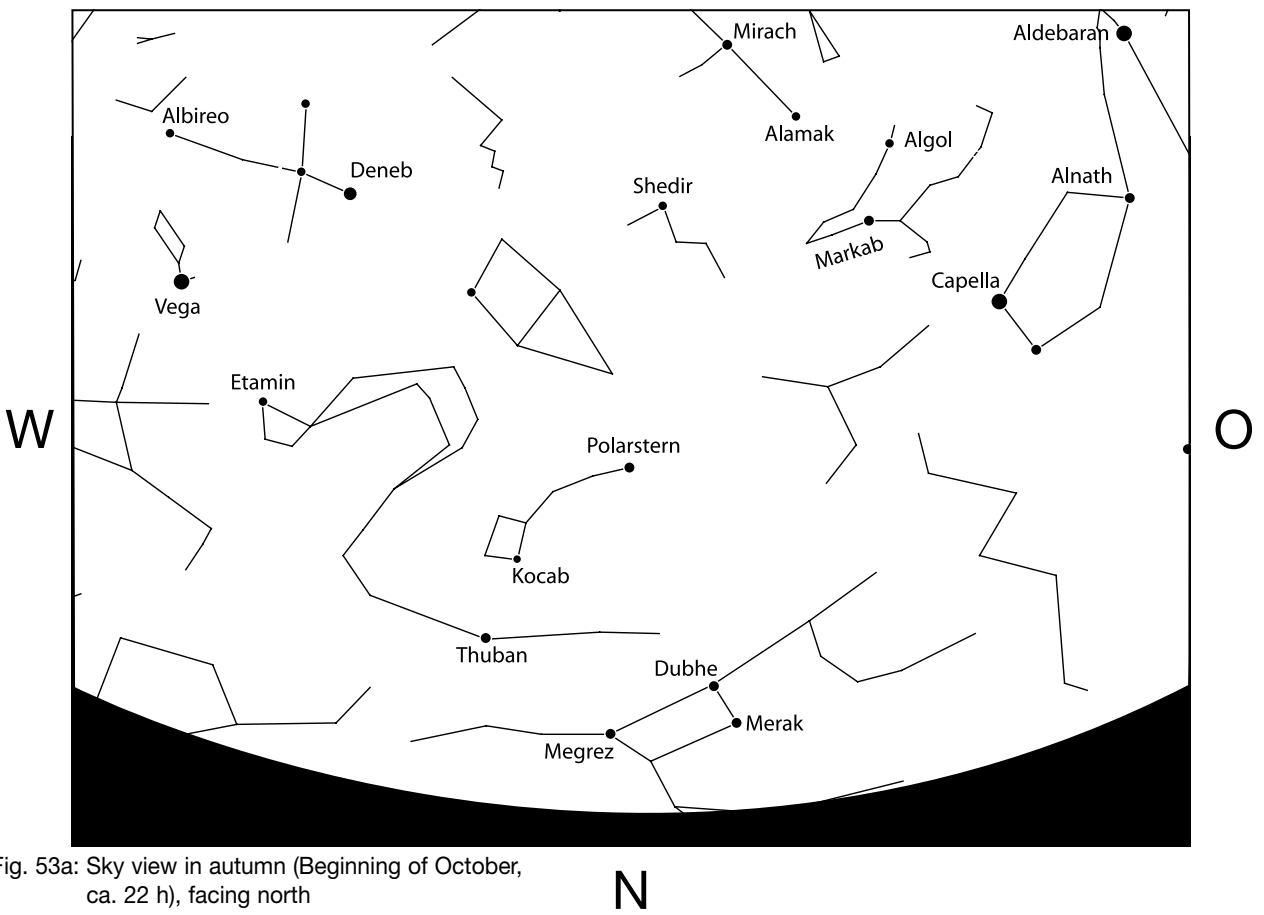 Mirach
Aldebaran
Albireo
Alamak
Algol
Deneb
Shedir
Alnath
Markab
Capella
Vega
Etamin
W
O
Polarstern
Kocab
Thuban
Dubhe
Merak
Megrez
Fig. 53a: Sky view in autumn (Beginning of October,
ca. 22 h), facing north
N